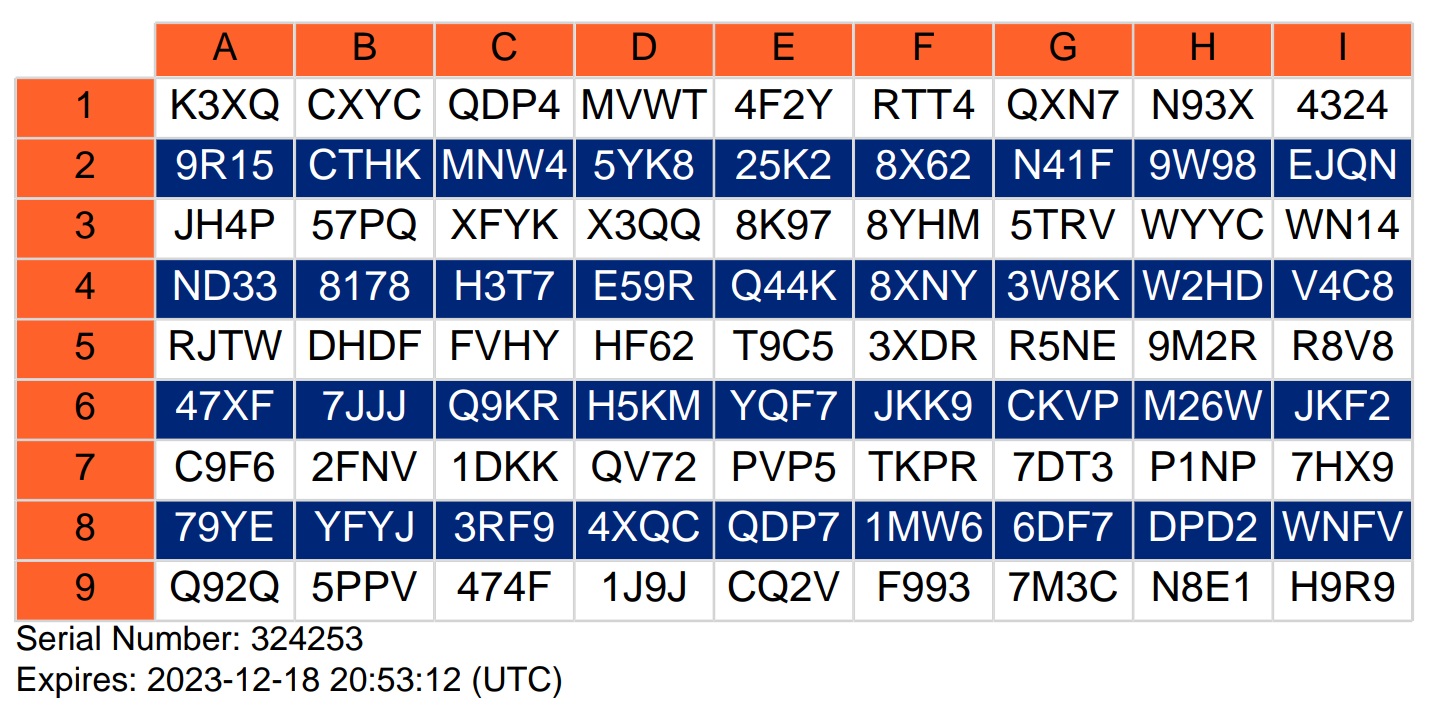 A B C D E F G H I
1 K3XQ CXYC QDP4 MVWT 4F2Y RTT4 QXN7 N93X 4324
2 9R15 CTHK MNW4 5YK8 25K2 8X62 N41F 9W98 EJQN
3 JH4P 57PQ XFYK X3QQ 8K97 8YHM 5TRV WYYC WN14
4 ND33 8178 H3T7 E59R Q44K 8XNY 3W8K W2HD V4C8
5 RJTW DHDF FVHY HF62 T9C5 3XDR R5NE 9M2R R8V8
6 47XF 7JJJ Q9KR H5KM YQF7 JKK9 CKVP M26W JKF2
7 C9F6 2FNV 1DKK QV72 PVP5 TKPR 7DT3 P1NP 7HX9
8 79YE YFYJ 3RF9 4XQC QDP7 1MW6 6DF7 DPD2 WNFV
9 Q92Q 5PPV 474F 1J9J CQ2V F993 7M3C N8E1 H9R9
Serial Number: 324253
Expires: 2023-12-18 20:53:12 (UTC)